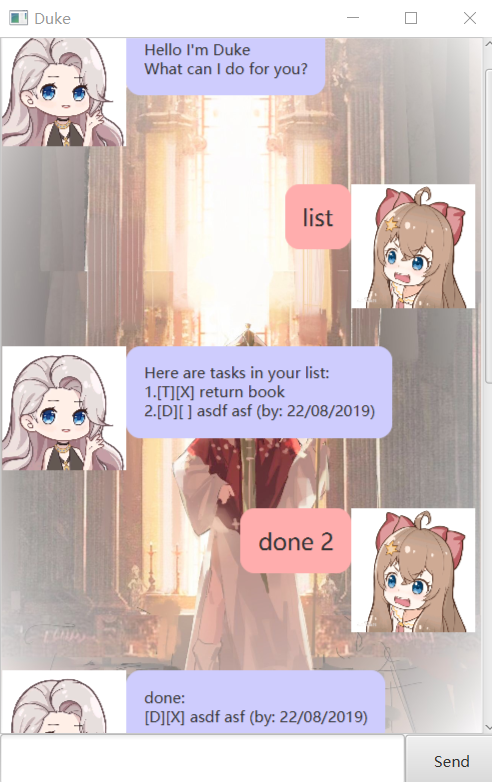 Duke
Hello I'm Duke
What can I do for you?
list
Here are tasks in your list:
1.[T][X] return book
2.[D][ ] asdf asf (by: 22/08/2019)
done 2
done:
[D][X] asdf asf (by: 22/08/2019)
Send